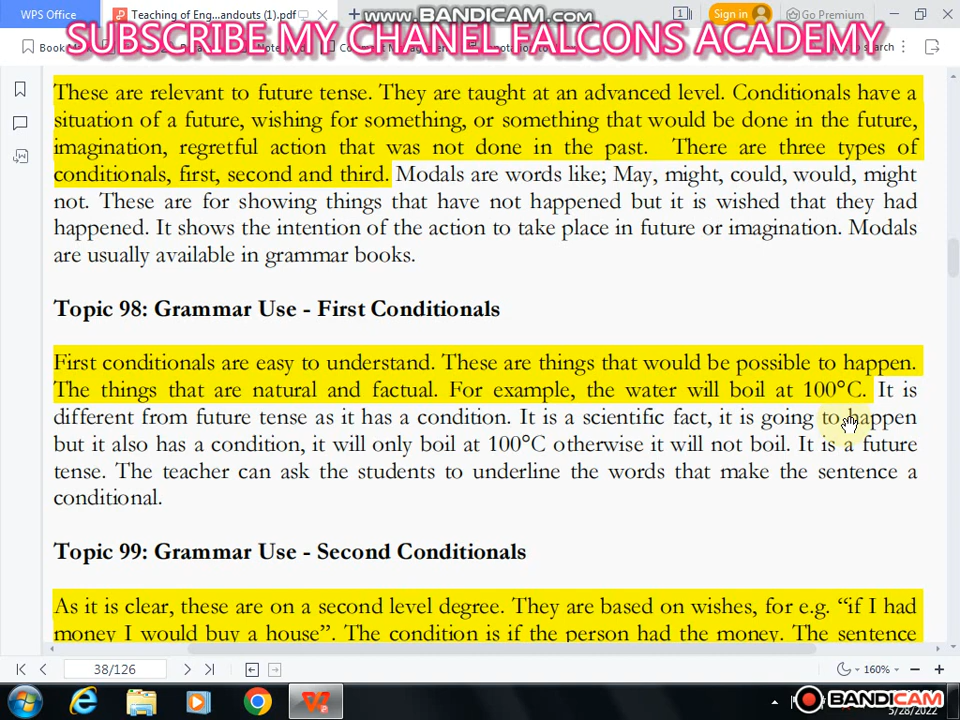 WPS Office
Teaching of Eng...andouts (1).pdf
www.BANDICAM.com
1
Sign in
Go Premium
SUBSCRIBE MY CHANEL FALCONS ACADEMY
These are relevant to future tense. They are taught at an advanced level. Conditionals have a
situation of a future, wishing for something, or something that would be done in the future,
imagination, regretful action that was not done in the past. There are three types of
conditionals, first, second and third. Modals are words like; May, might, could, would, might
not. These are for showing things that have not happened but it is wished that they had
happened. It shows the intention of the action to take place in future or imagination. Modals
are usually available in grammar books.
Topic 98: Grammar Use - First Conditionals
First conditionals are easy to understand. These are things that would be possible to happen.
The things that are natural and factual. For example, the water will boil at 100°C. It is
different from future tense as it has a condition. It is a scientific fact, it is going to happen
but it also has a condition, it will only boil at 100°C otherwise it will not boil. It is a future
tense. The teacher can ask the students to underline the words that make the sentence a
conditional.
Topic 99: Grammar Use - Second Conditionals
As it is clear, these are on a second level degree. They are based on wishes, for e.g. “if I had
money I would buy a house”. The condition is if the person had the money. The sentence
38/126
160%
BANDICAM
5/28/2022